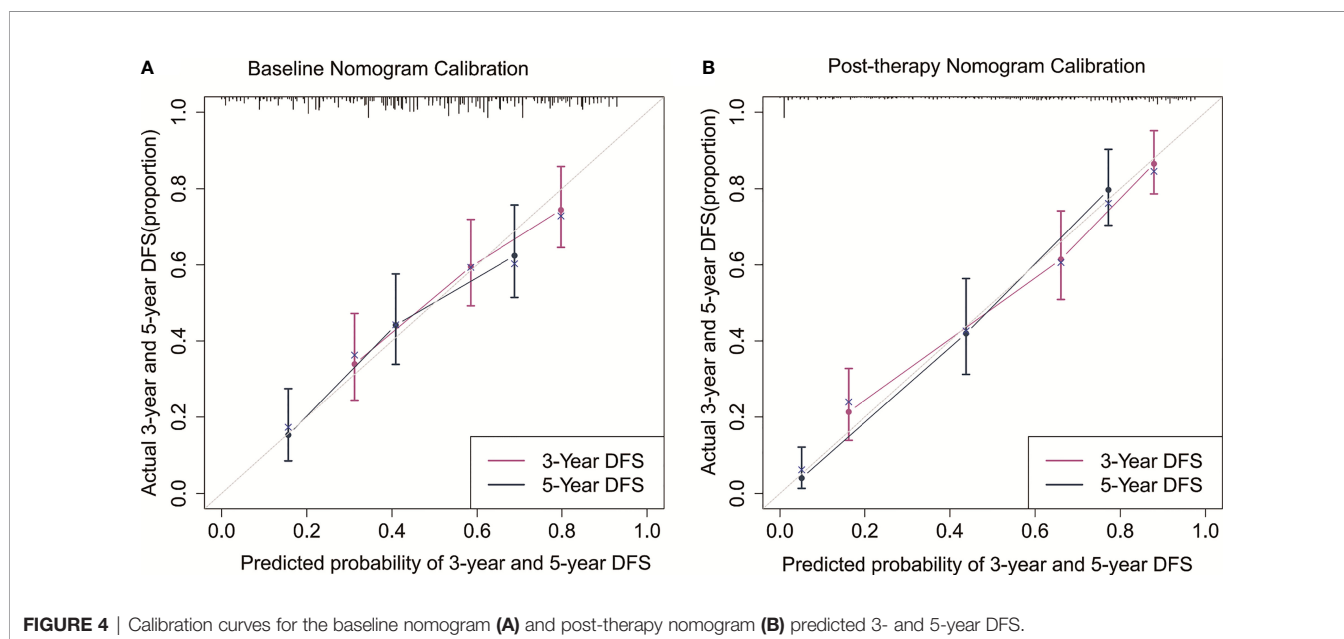 A
Baseline Nomogram Calibration
Actual 3-year and 5-year DFS(proportion)
1.0
0.8
0.6
0.4
0.2
0.0
3-Year DFS
5-Year DFS
0.0 0.2 0.4 0.6 0.8 1.0
Predicted probability of 3-year and 5-year DFS
B
Post-therapy Nomogram Calibration
Actual 3-year and 5-year DFS(proportion)
1.0
0.8
0.6
0.4
0.2
0.0
3-Year DFS
5-Year DFS
0.0 0.2 0.4 0.6 0.8 1.0
Predicted probability of 3-year and 5-year DFS
FIGURE 4 | Calibration curves for the baseline nomogram (A) and post-therapy nomogram (B) predicted 3- and 5-year DFS.